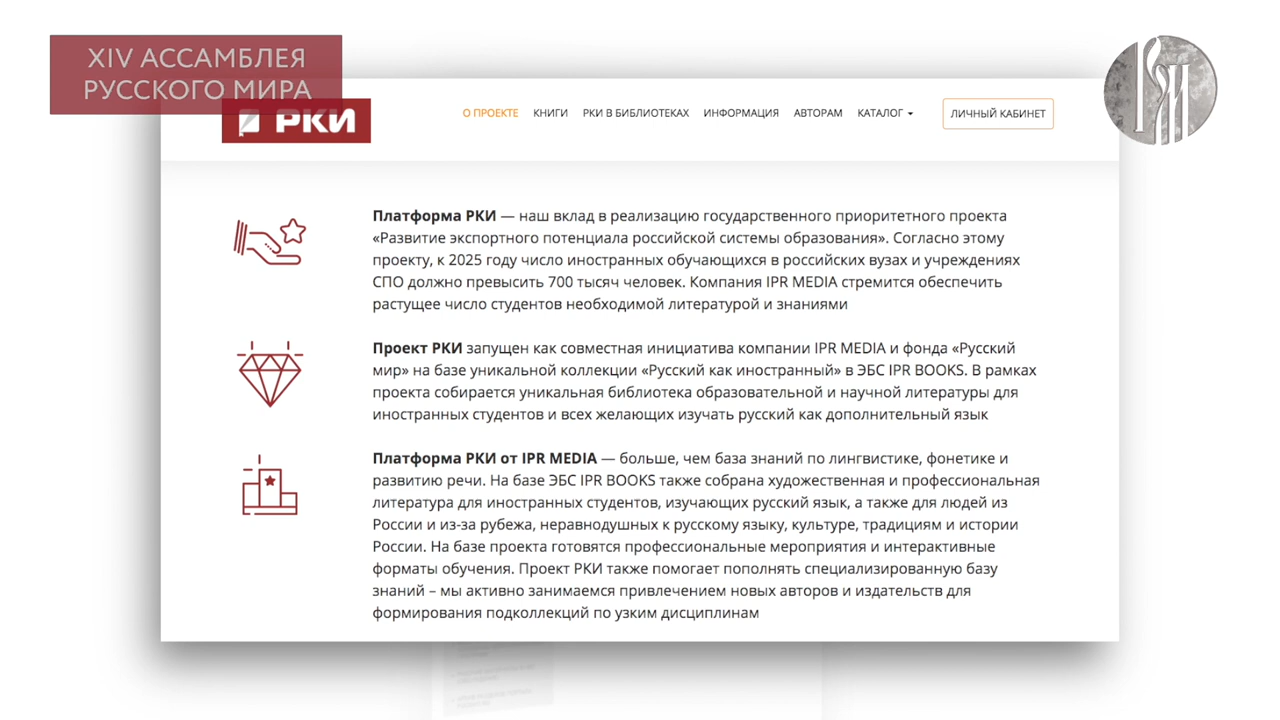 XIV АССАМБЛЕЯ
РУССКОГО МИРА
РКИ
О ПРОЕКТЕ КНИГИ РКИ В БИБЛИОТЕКАХ ИНФОРМАЦИЯ АВТОРАМ КАТАЛОГ ЛИЧНЫЙ КАБИНЕТ
Платформа РКИ — наш вклад в реализацию государственного приоритетного проекта
«Развитие экспортного потенциала российской системы образования». Согласно этому
проекту, к 2025 году число иностранных обучающихся в российских вузах и учреждениях
СПО должно превысить 700 тысяч человек. Компания IPR MEDIA стремится обеспечить
растущее число студентов необходимой литературой и знаниями
Проект РКИ запущен как совместная инициатива компании IPR MEDIA и фонда «Русский
мир» на базе уникальной коллекции «Русский как иностранный» в ЭБС IPR BOOKS. В рамках
проекта собирается уникальная библиотека образовательной и научной литературы для
иностранных студентов и всех желающих изучать русский как дополнительный язык
Платформа РКИ от IPR MEDIA — больше, чем база знаний по лингвистике, фонетике и
развитию речи. На базе ЭБС IPR BOOKS также собрана художественная и профессиональная
литература для иностранных студентов, изучающих русский язык, а также для людей из
России и из-за рубежа, неравнодушных к русскому языку, культуре, традициям и истории
России. На базе проекта готовятся профессиональные мероприятия и интерактивные
форматы обучения. Проект РКИ также помогает пополнять специализированную базу
знаний – мы активно занимаемся привлечением новых авторов и издательств для
формирования подколлекций по узким дисциплинам